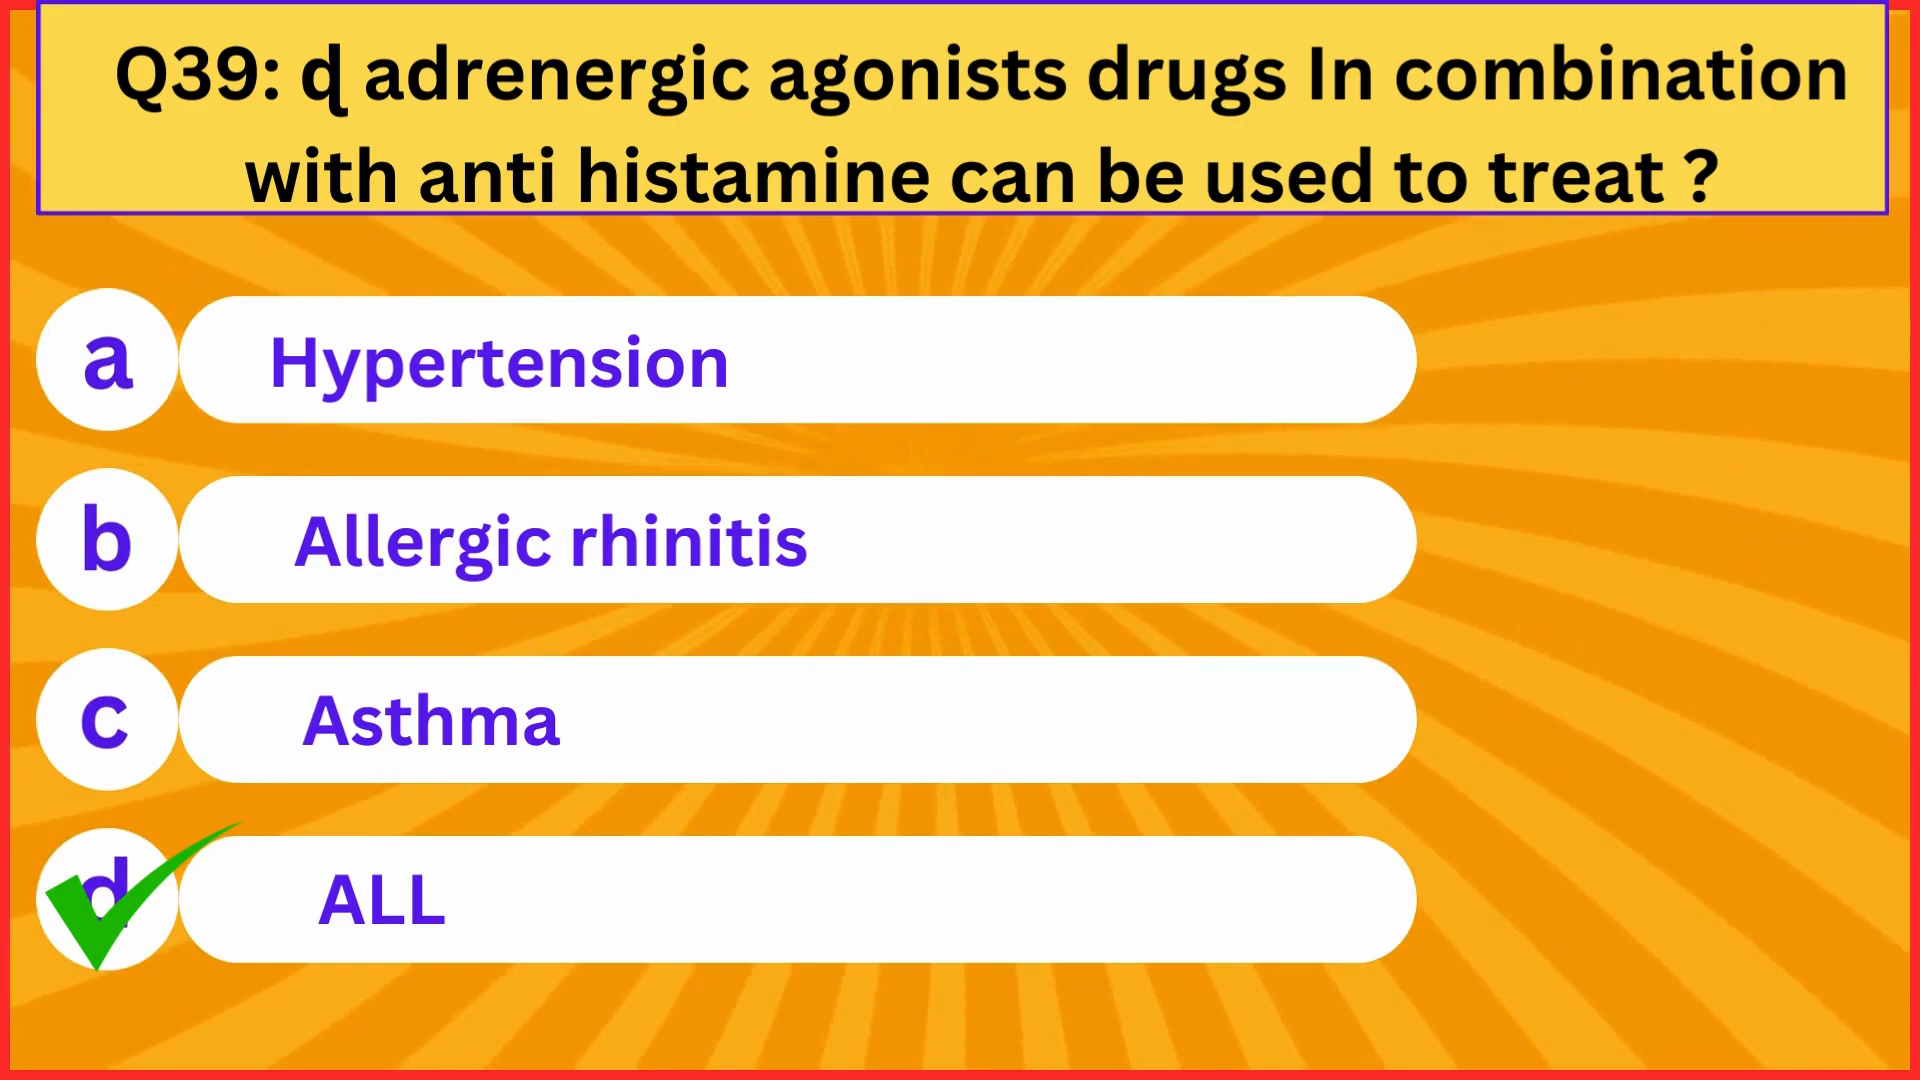 Q39: ɖ adrenergic agonists drugs In combination
with anti histamine can be used to treat ?
a Hypertension
b Allergic rhinitis
c Asthma
d ALL